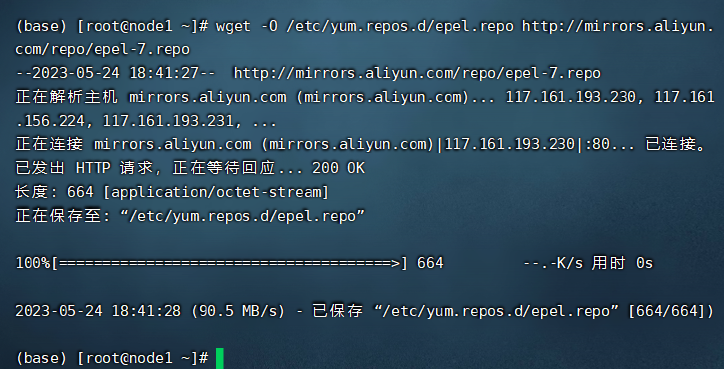 (base) [root@node1 ~]# wget -O /etc/yum.repos.d/epel.repo http://mirrors.aliyun.
com/repo/epel-7.repo
--2023-05-24 18:41:27--  http://mirrors.aliyun.com/repo/epel-7.repo
正在解析主机 mirrors.aliyun.com (mirrors.aliyun.com)... 117.161.193.230, 117.161
.156.224, 117.161.193.231, ...
正在连接 mirrors.aliyun.com (mirrors.aliyun.com)|117.161.193.230|:80... 已连接。
已发出 HTTP 请求，正在等待回应... 200 OK
长度：664 [application/octet-stream]
正在保存至: “/etc/yum.repos.d/epel.repo”
100%[======================================>] 664         --.-K/s 用时 0s
2023-05-24 18:41:28 (90.5 MB/s) - 已保存 “/etc/yum.repos.d/epel.repo” [664/664])
(base) [root@node1 ~]#